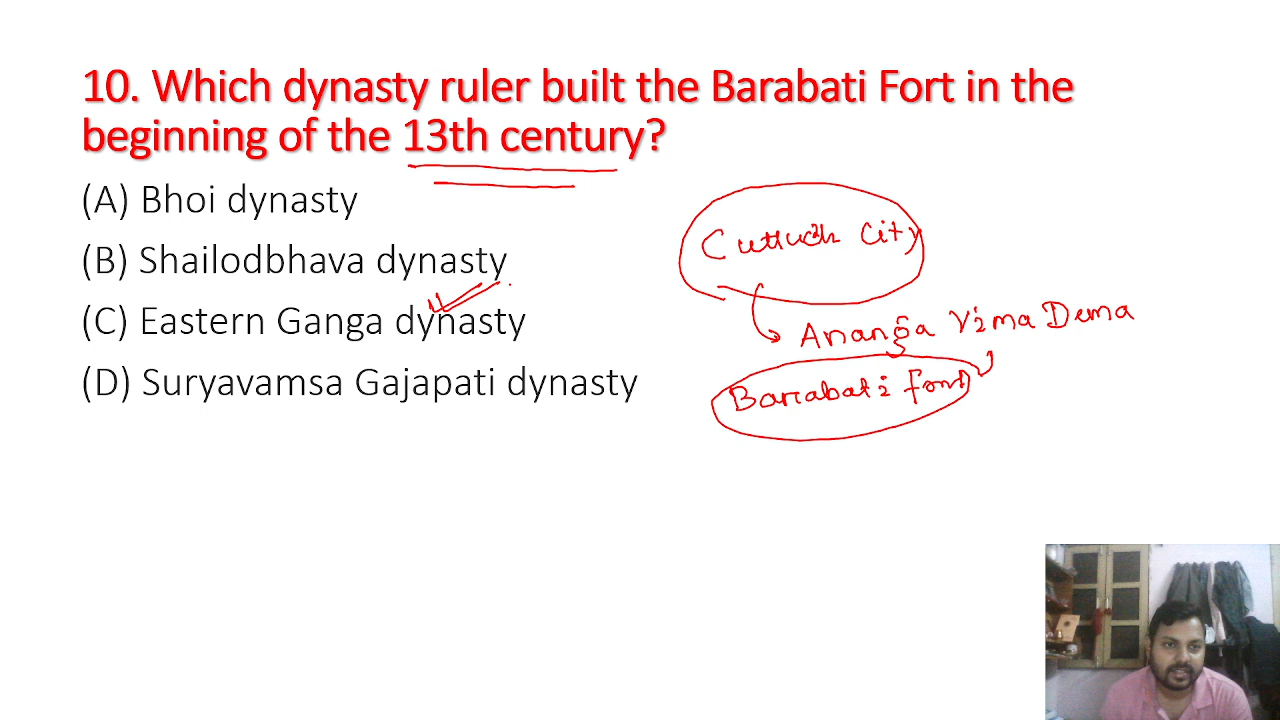 10. Which dynasty ruler built the Barabati Fort in the
beginning of the 13th century?
(A) Bhoi dynasty
(B) Shailodbhava dynasty
(C) Eastern Ganga dynasty
(D) Suryavamsa Gajapati dynasty
Cuttuck City
Ananga Vima Dema
Barabati fort